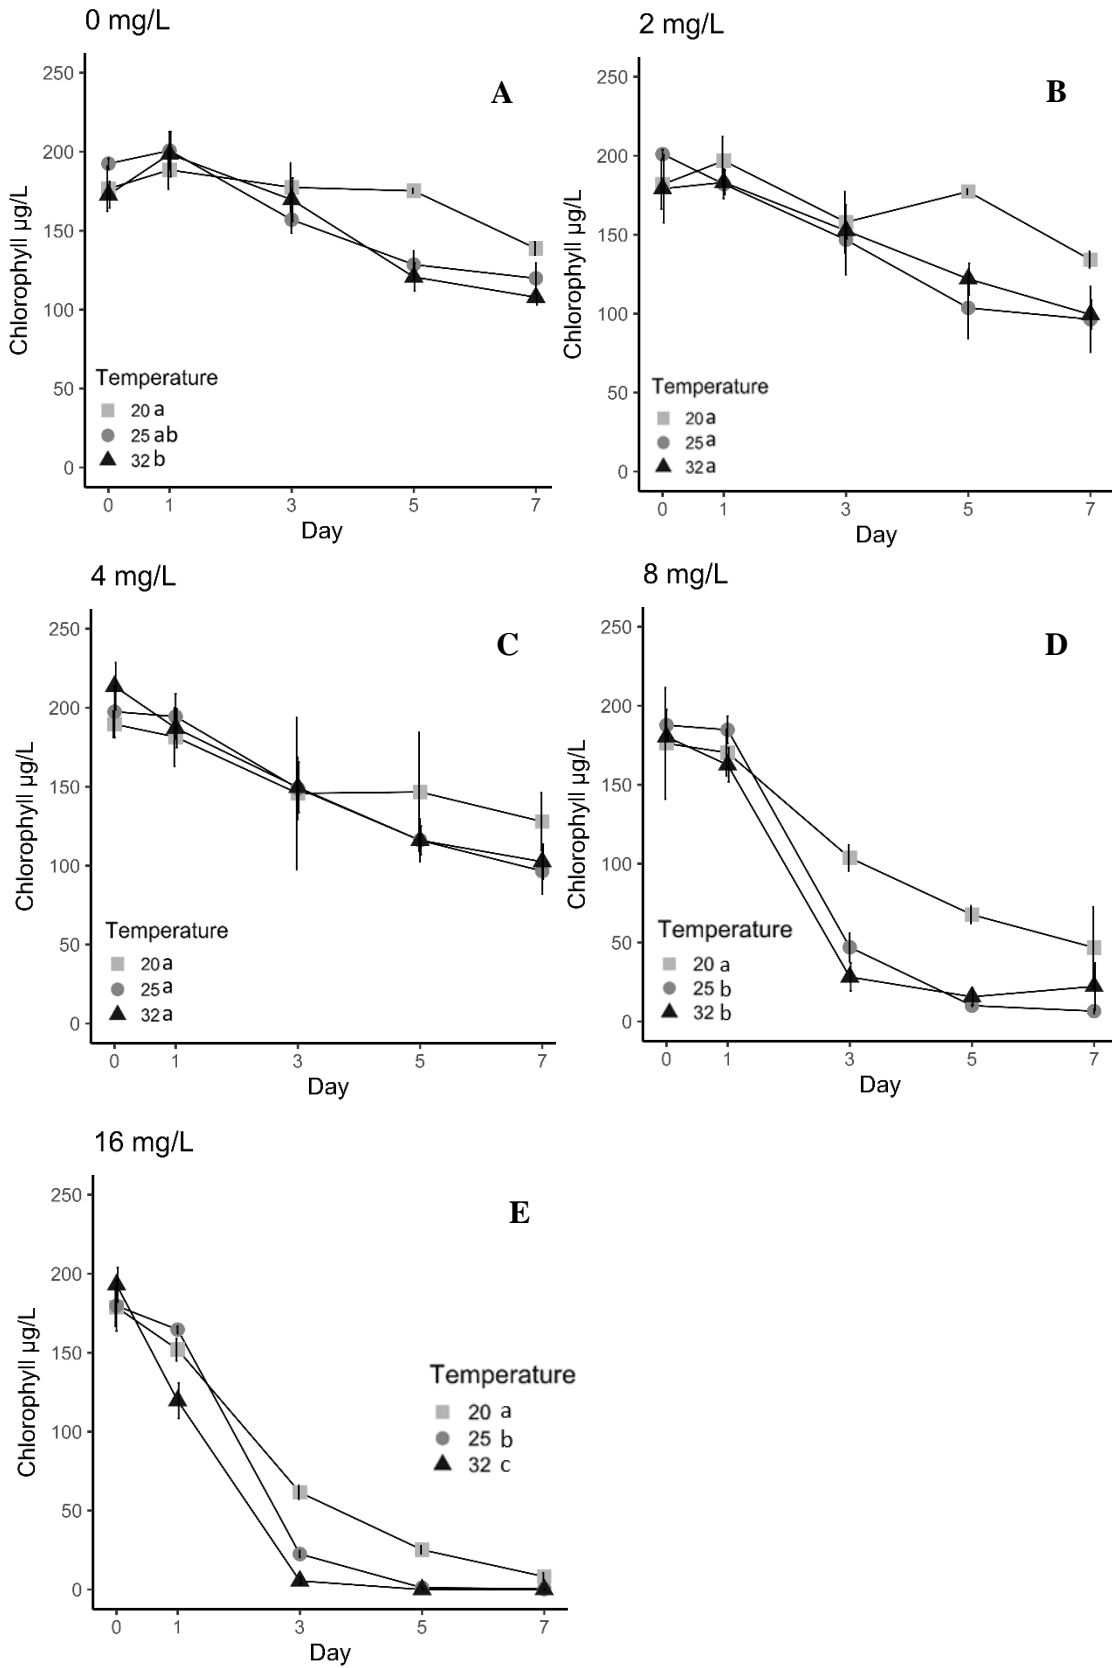 0 mg/L
A
250
200
150
100
50
0
Chlorophyll µg/L
Temperature
20 a
25 ab
32 b
0 1 3 5 7
Day
2 mg/L
B
250
200
150
100
50
0
Chlorophyll µg/L
Temperature
20 a
25 a
32 a
0 1 3 5 7
Day
4 mg/L
C
250
200
150
100
50
0
Chlorophyll µg/L
Temperature
20 a
25 a
32 a
0 1 3 5 7
Day
8 mg/L
D
250
200
150
100
50
0
Chlorophyll µg/L
Temperature
20 a
25 b
32 b
0 1 3 5 7
Day
16 mg/L
E
250
200
150
100
50
0
Chlorophyll µg/L
Temperature
20 a
25 b
32 c
0 1 3 5 7
Day